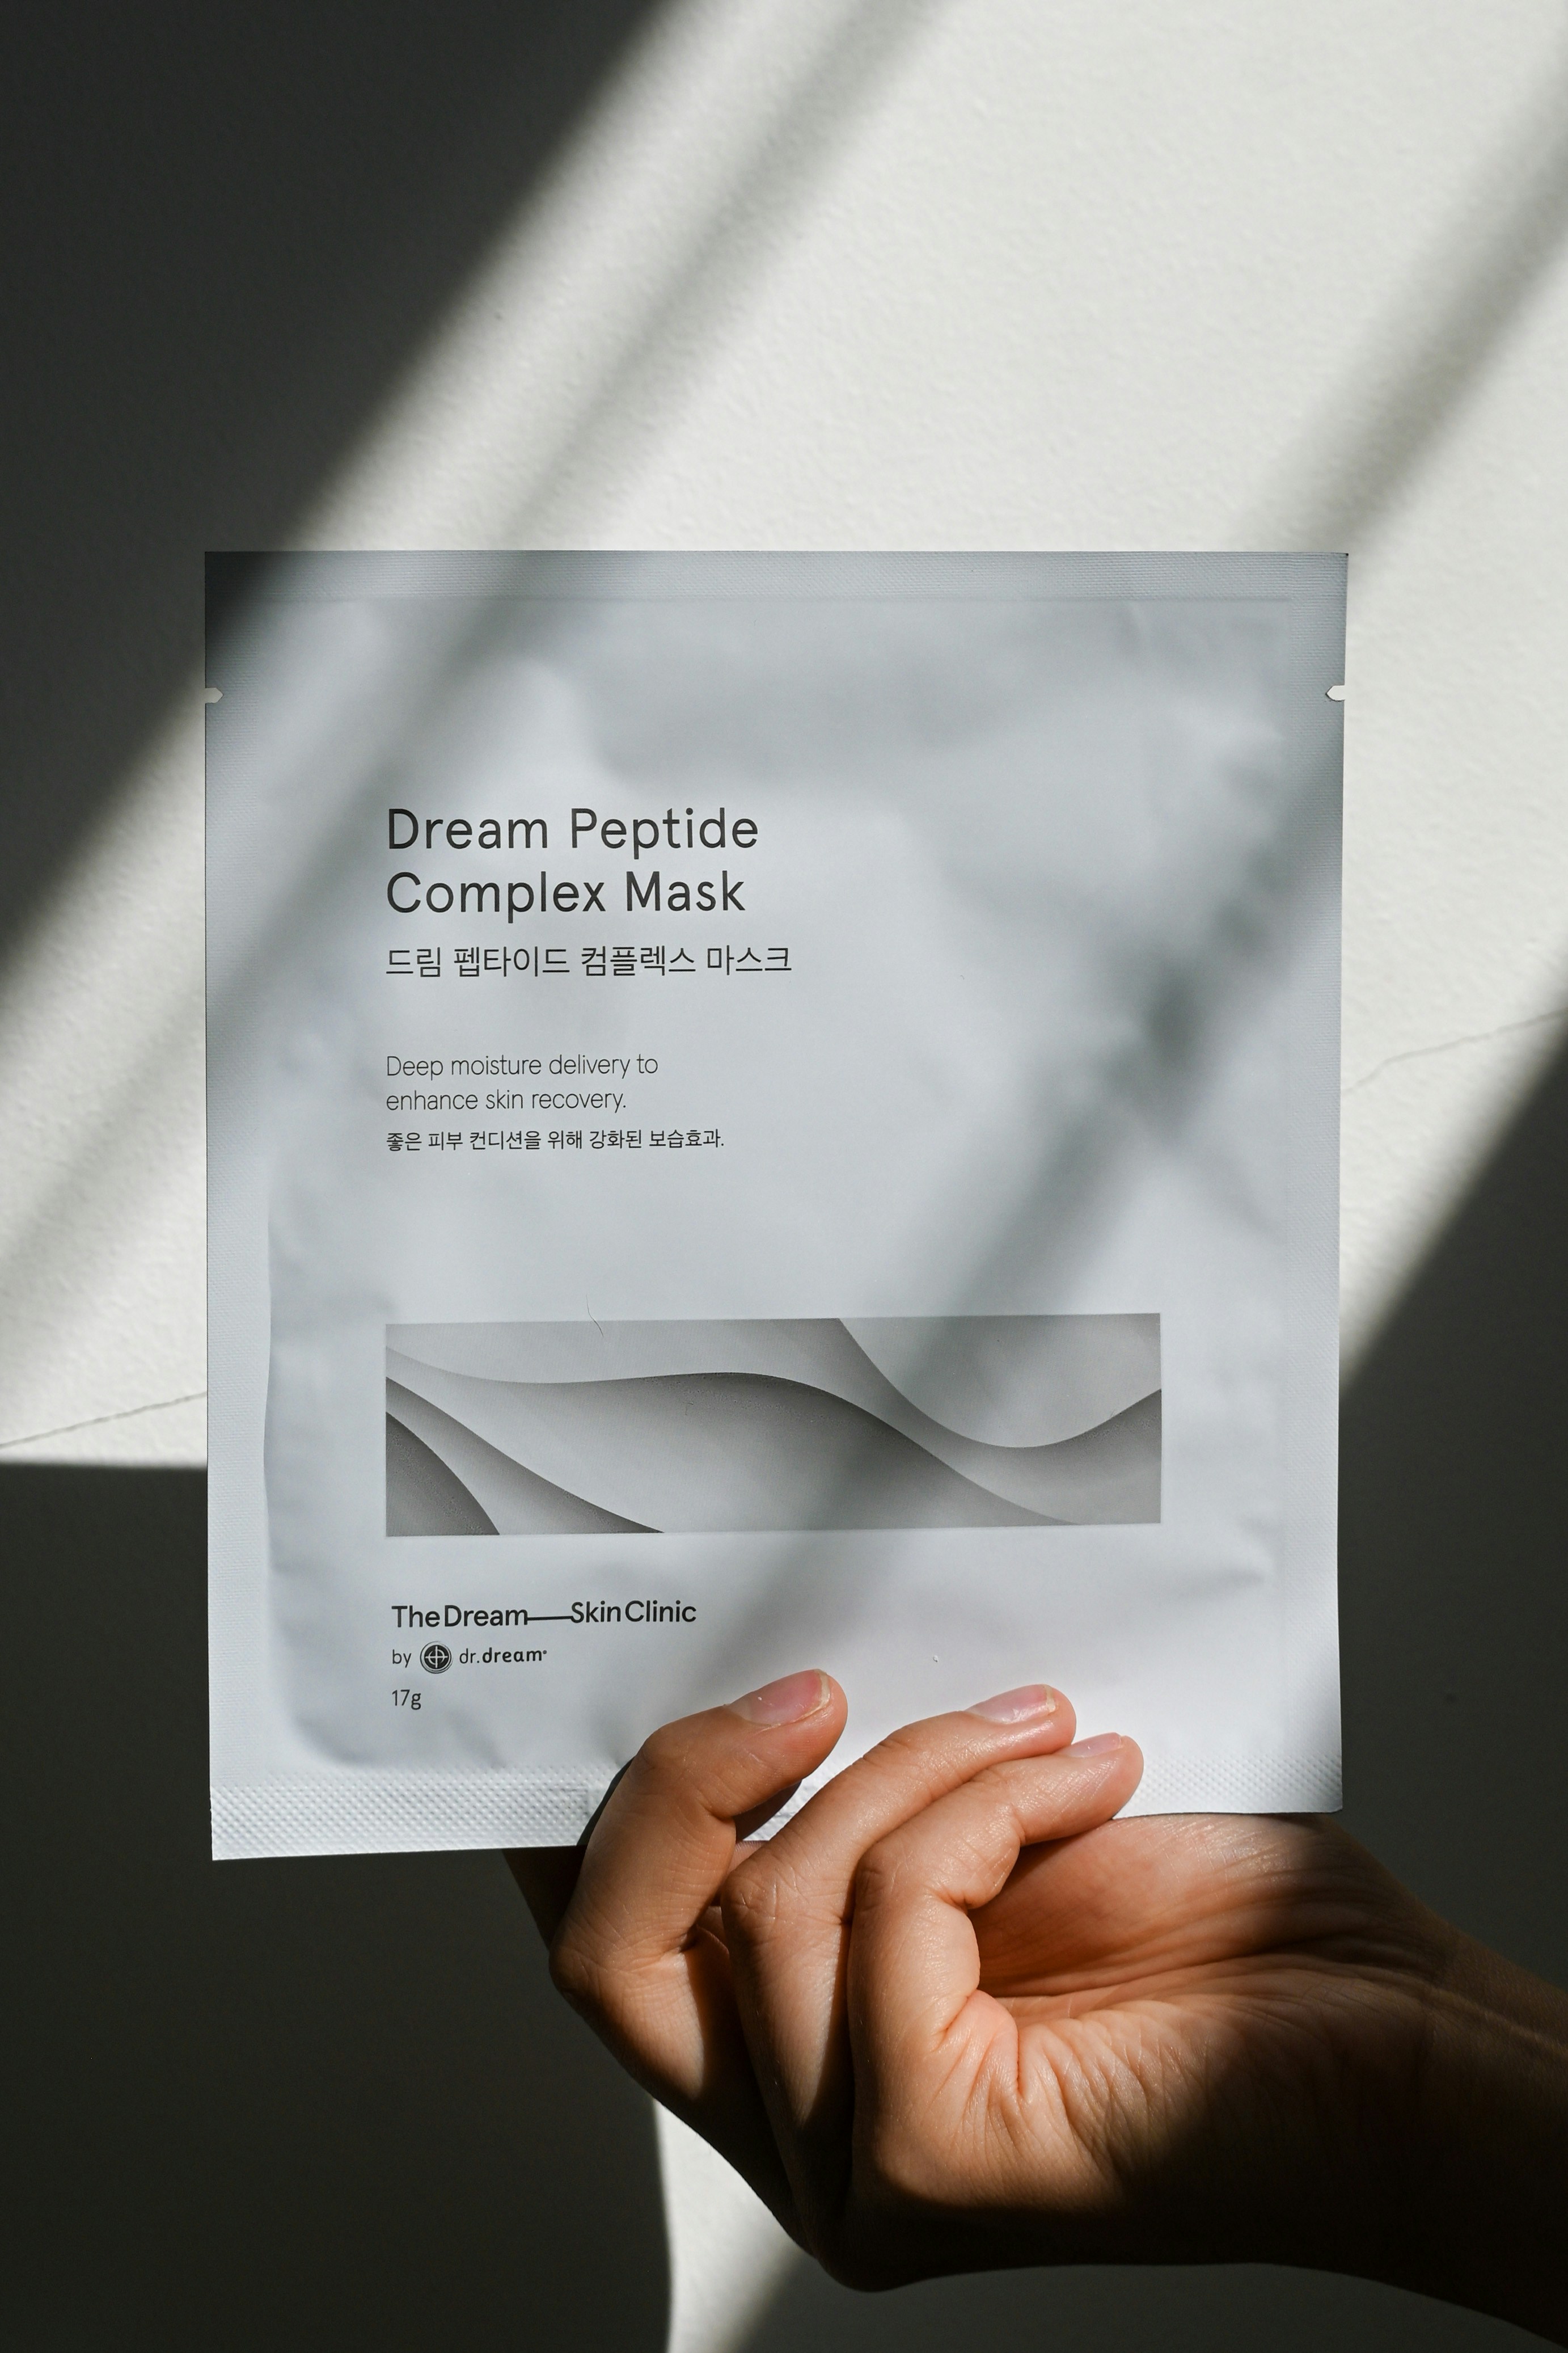 Dream Peptide
Complex Mask
드림 펩타이드 컴플렉스 마스크
Deep moisture delivery to
enhance skin recovery.
좋은 피부 컨디션을 위해 강화된 보습효과.
The Dream—Skin Clinic
by dr.dream
17g